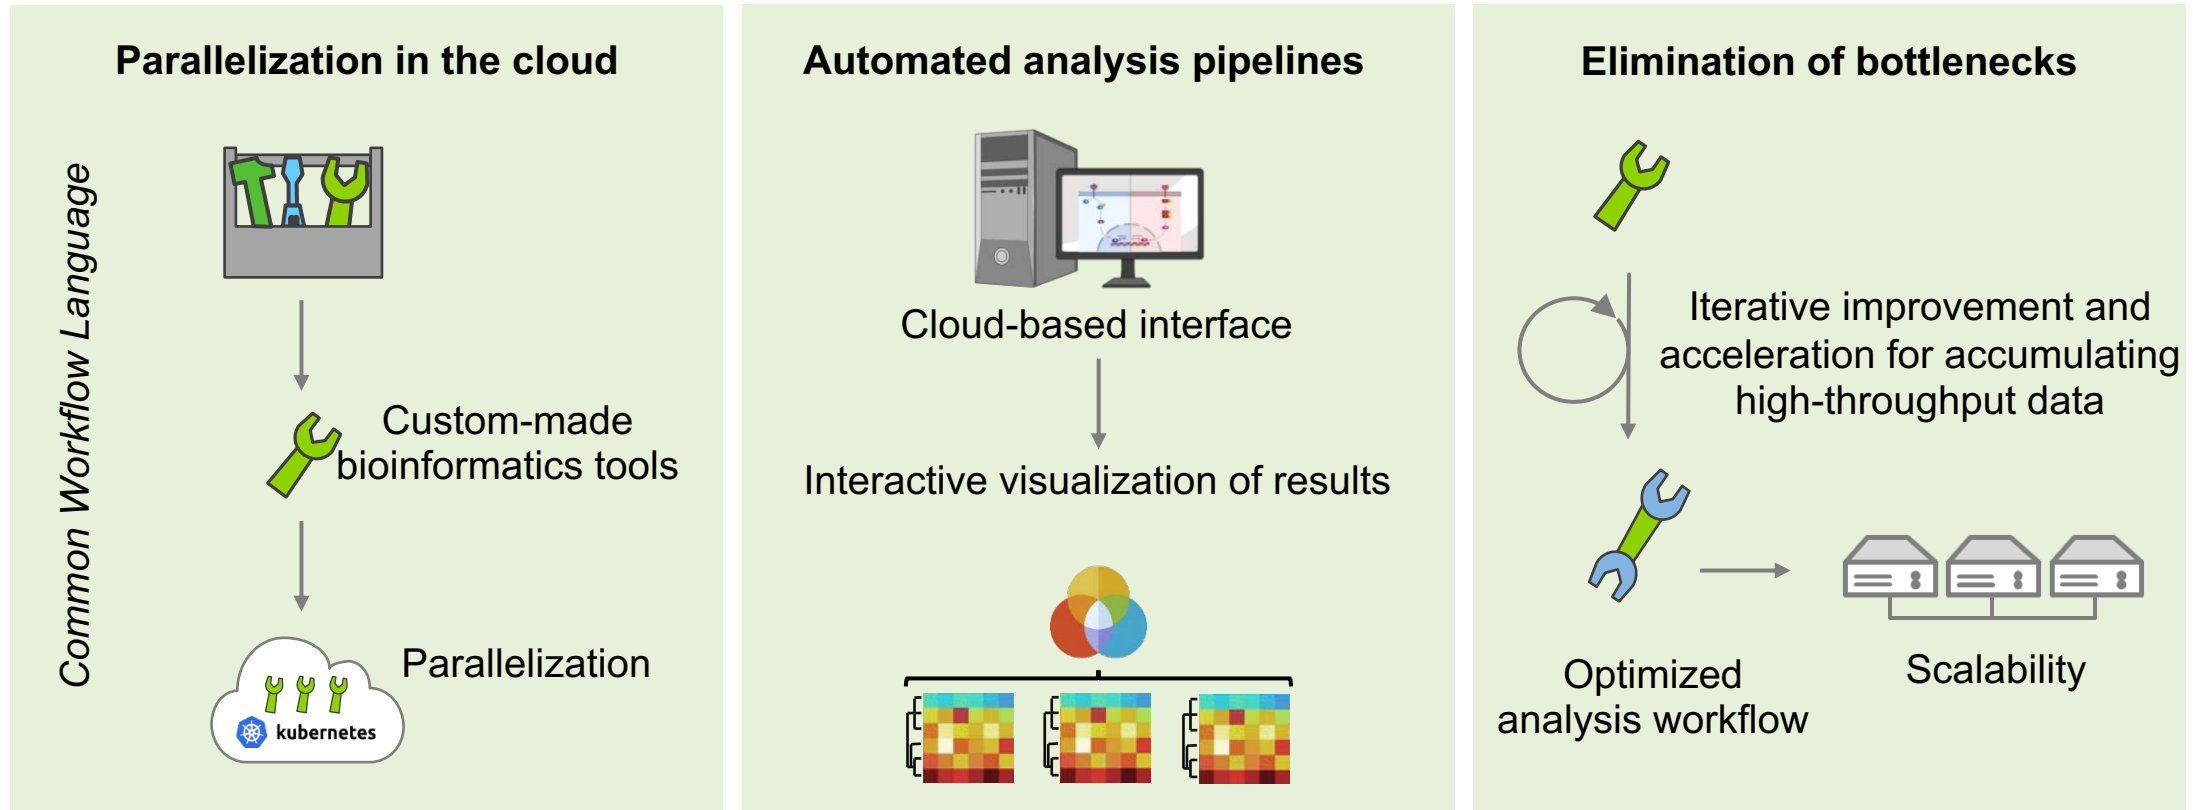 Parallelization in the cloud
Common Workflow Language
Custom-made
bioinformatics tools
Parallelization
kubernetes
Automated analysis pipelines
Cloud-based interface
Interactive visualization of results
Elimination of bottlenecks
Iterative improvement and
acceleration for accumulating
high-throughput data
Optimized
analysis workflow
Scalability